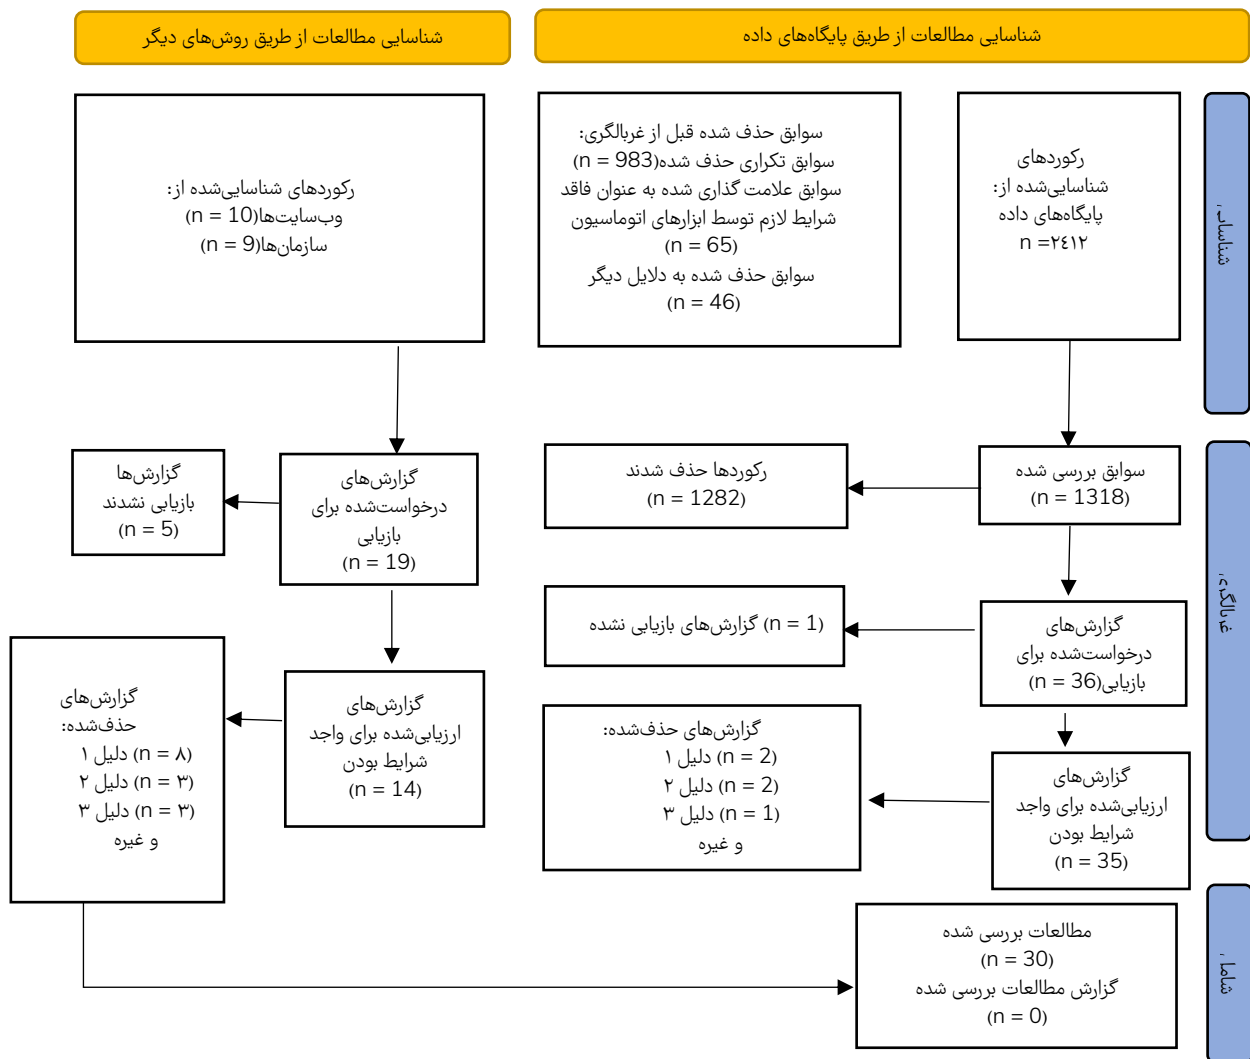 شناسایی مطالعات از طریق پایگاه‌های داده
شناسایی مطالعات از طریق روش‌های دیگر
شناسایی
رکوردهای
شناسایی‌شده از:
پایگاه‌های داده
n =٢٤١٢
سوابق حذف شده قبل از غربالگری:
سوابق تکراری حذف شده(n = 983)
سوابق علامت گذاری شده به عنوان فاقد
شرایط لازم توسط ابزارهای اتوماسیون
(n = 65)
سوابق حذف شده به دلایل دیگر
(n = 46)
رکوردهای شناسایی‌شده از:
وب‌سایت‌ها(n = 10)
سازمان‌ها(n = 9)
غربالگری
سوابق بررسی شده
(n = 1318)
رکوردها حذف شدند
(n = 1282)
گزارش‌های
درخواست‌شده برای
بازیابی(n = 36)
(n = 1) گزارش‌های بازیابی نشده
گزارش‌های
ارزیابی‌شده برای واجد
شرایط بودن
(n = 35)
گزارش‌های حذف‌شده:
(n = 2) دلیل ۱
(n = 2) دلیل ۲
(n = 1) دلیل ۳
و غیره
گزارش‌های
درخواست‌شده برای
بازیابی
(n = 19)
گزارش‌ها
بازیابی نشدند
(n = 5)
گزارش‌های
ارزیابی‌شده برای واجد
شرایط بودن
(n = 14)
گزارش‌های
حذف‌شده:
(n = ۸) دلیل ۱
(n = ۳) دلیل ۲
(n = ۳) دلیل ۳
و غیره
مطالعات بررسی شده
(n = 30)
گزارش مطالعات بررسی شده
(n = 0)